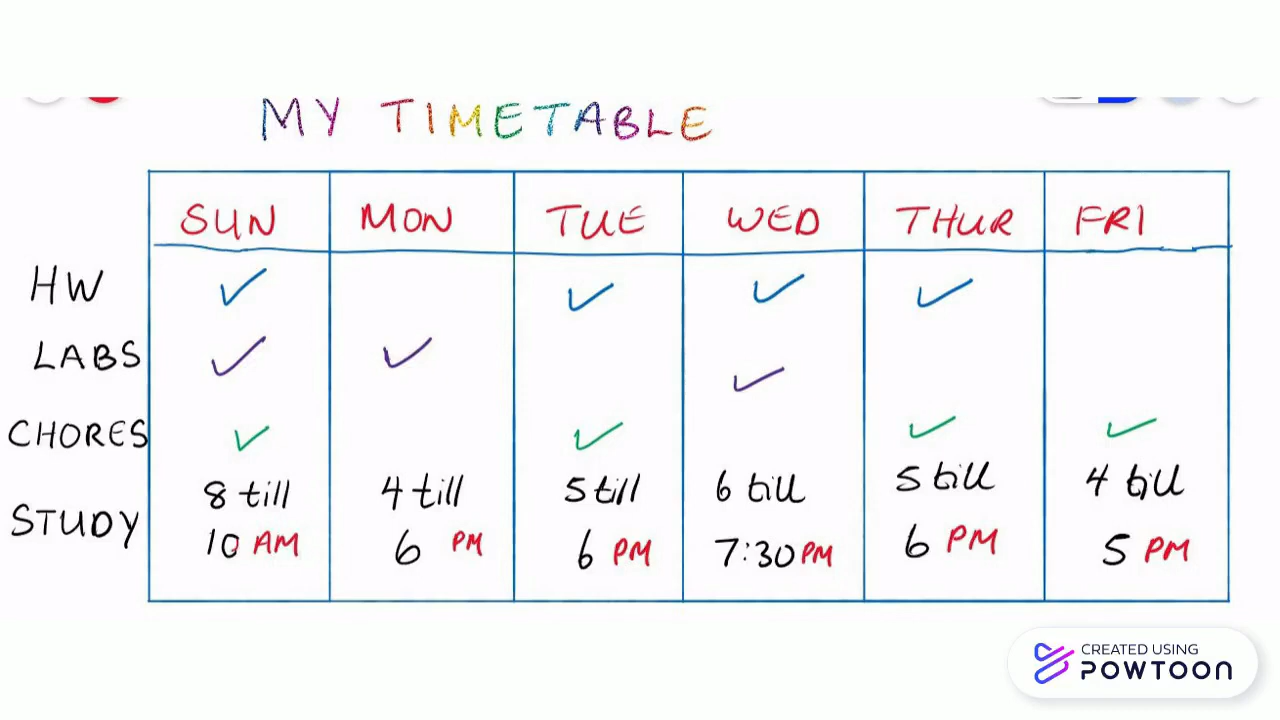 MY TIMETABLE
SUN MON TUE WED THUR FRI
HW ✓ ✓ ✓ ✓
LABS ✓ ✓ ✓
CHORES ✓ ✓ ✓ ✓
8 till 4 till 5 till 6 till 5 till 4 till
STUDY
10 AM 6 PM 6 PM 7:30 PM 6 PM 5 PM
CREATED USING
POWTOON